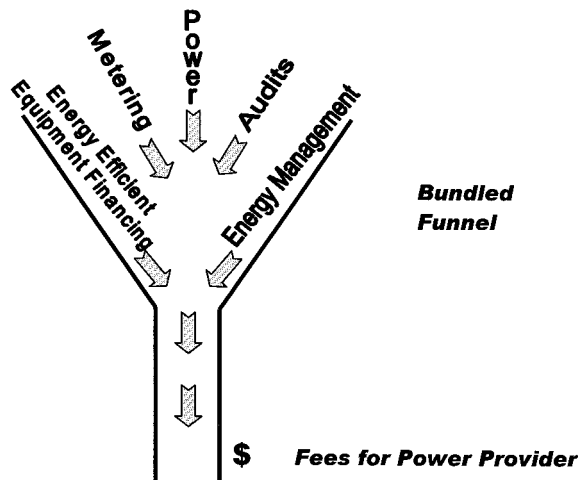 Power
Metering
Audits
Energy Efficient
Equipment Financing
Energy Management
Bundled
Funnel
$ Fees for Power Provider